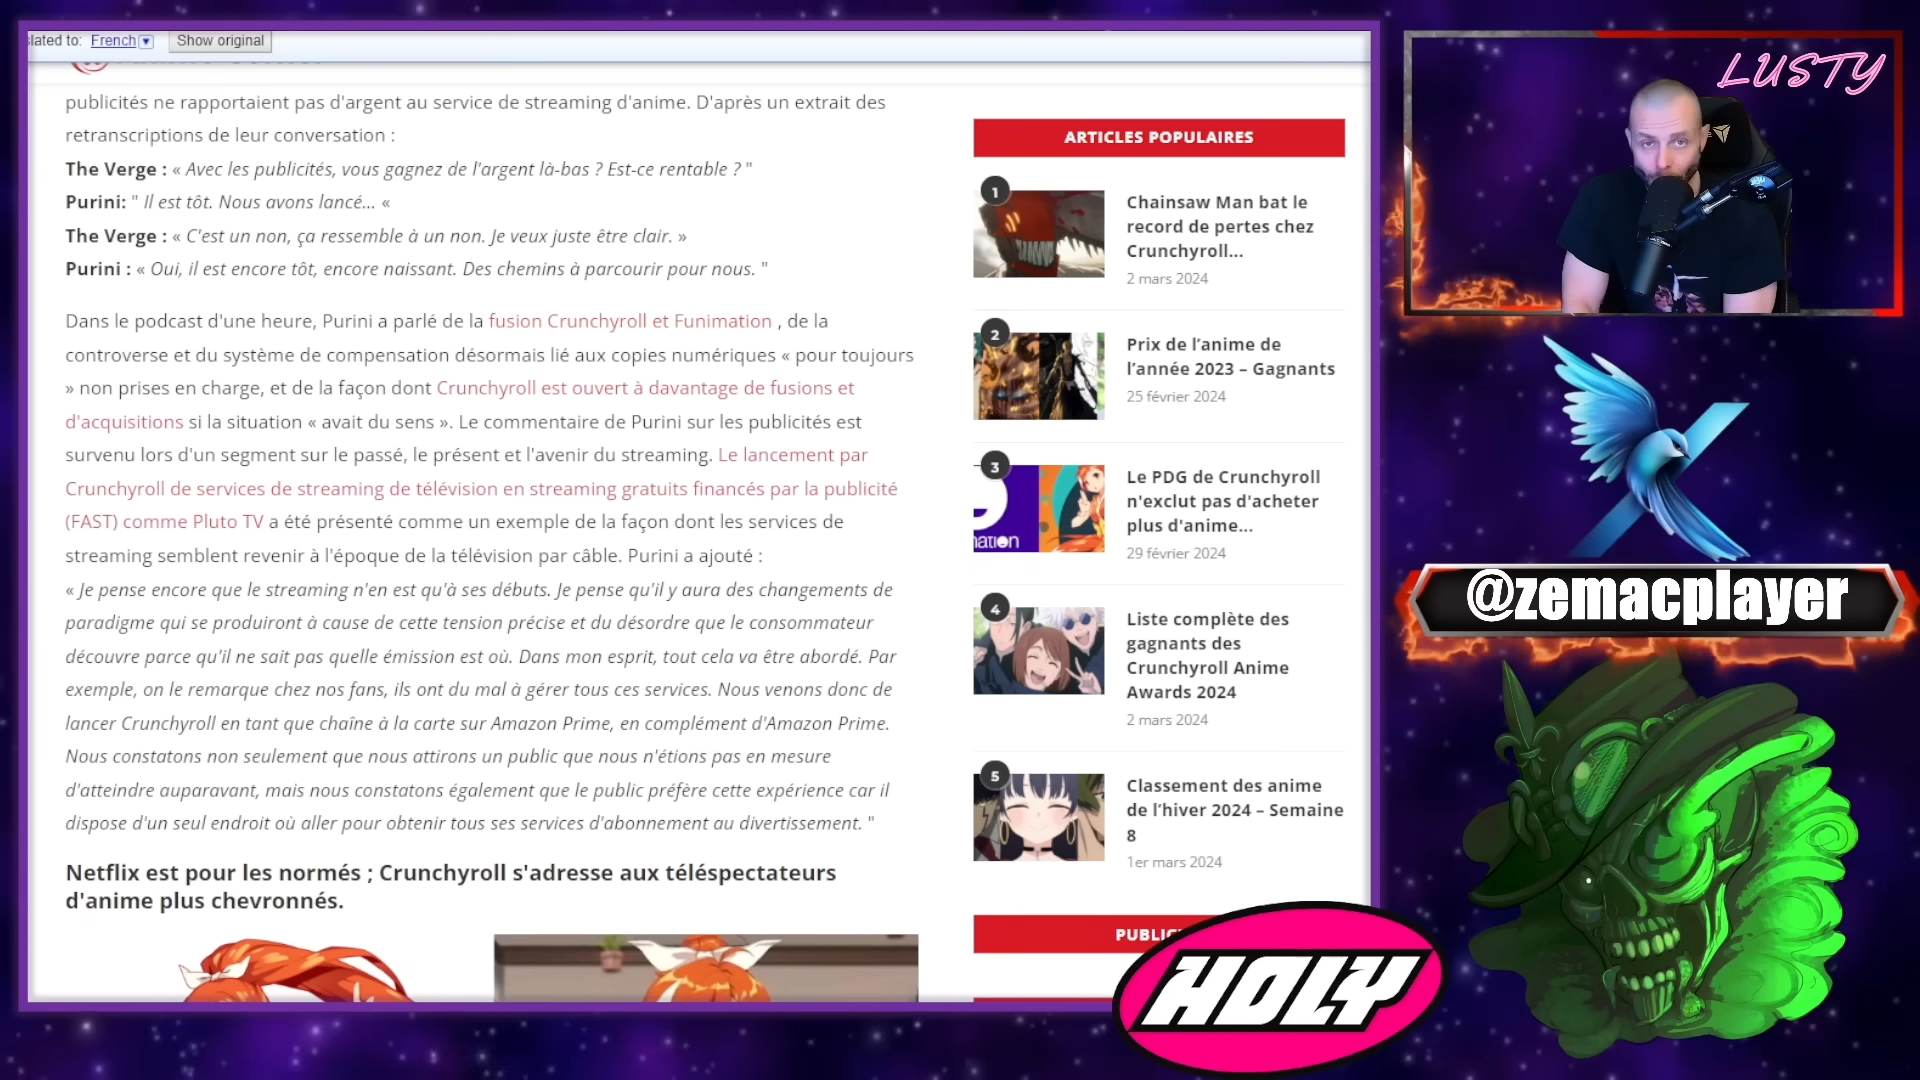 slated to: French Show original
publicités ne rapportaient pas d'argent au service de streaming d'anime. D'après un extrait des
retranscriptions de leur conversation :
The Verge : « Avec les publicités, vous gagnez de l'argent là-bas ? Est-ce rentable ? "
Purini: " Il est tôt. Nous avons lancé... «
The Verge : « C'est un non, ça ressemble à un non. Je veux juste être clair. »
Purini : « Oui, il est encore tôt, encore naissant. Des chemins à parcourir pour nous. "
Dans le podcast d'une heure, Purini a parlé de la fusion Crunchyroll et Funimation , de la
controverse et du système de compensation désormais lié aux copies numériques « pour toujours
» non prises en charge, et de la façon dont Crunchyroll est ouvert à davantage de fusions et
d'acquisitions si la situation « avait du sens ». Le commentaire de Purini sur les publicités est
survenu lors d'un segment sur le passé, le présent et l'avenir du streaming. Le lancement par
Crunchyroll de services de streaming de télévision en streaming gratuits financés par la publicité
(FAST) comme Pluto TV a été présenté comme un exemple de la façon dont les services de
streaming semblent revenir à l'époque de la télévision par câble. Purini a ajouté :
« Je pense encore que le streaming n'en est qu'à ses débuts. Je pense qu'il y aura des changements de
paradigme qui se produiront à cause de cette tension précise et du désordre que le consommateur
découvre parce qu'il ne sait pas quelle émission est où. Dans mon esprit, tout cela va être abordé. Par
exemple, on le remarque chez nos fans, ils ont du mal à gérer tous ces services. Nous venons donc de
lancer Crunchyroll en tant que chaîne à la carte sur Amazon Prime, en complément d'Amazon Prime.
Nous constatons non seulement que nous attirons un public que nous n'étions pas en mesure
d'atteindre auparavant, mais nous constatons également que le public préfère cette expérience car il
dispose d'un seul endroit où aller pour obtenir tous ses services d'abonnement au divertissement. "
Netflix est pour les normés ; Crunchyroll s'adresse aux téléspectateurs
d'anime plus chevronnés.
ARTICLES POPULAIRES
1
Chainsaw Man bat le
record de pertes chez
Crunchyroll...
2 mars 2024
2
Prix de l'anime de
l'année 2023 – Gagnants
25 février 2024
3
nation
Le PDG de Crunchyroll
n'exclut pas d'acheter
plus d'anime...
29 février 2024
4
Liste complète des
gagnants des
Crunchyroll Anime
Awards 2024
2 mars 2024
5
Classement des anime
de l'hiver 2024 – Semaine
8
1er mars 2024
PUBLIC
HOLY
LUSTY
@zemacplayer